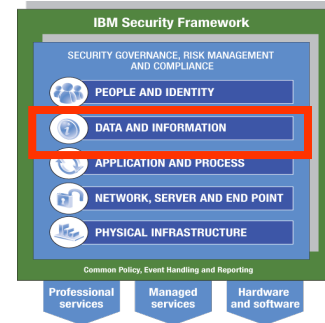 IBM Security Framework
SECURITY GOVERNANCE, RISK MANAGEMENT
AND COMPLIANCE
PEOPLE AND IDENTITY
DATA AND INFORMATION
APPLICATION AND PROCESS
NETWORK, SERVER AND END POINT
PHYSICAL INFRASTRUCTURE
Common Policy, Event Handling and Reporting
Professional
services
Managed
services
Hardware
and software